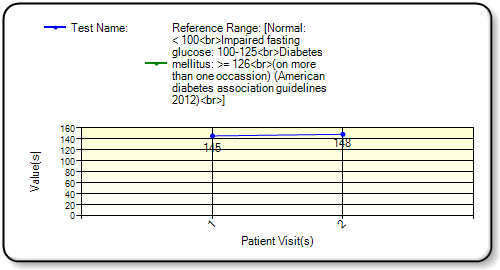 Test Name:
Reference Range: [Normal:
< 100<br>Impaired fasting
glucose: 100-125<br>Diabetes
mellitus: >= 126<br>(on more
than one occassion) (American
diabetes association guidelines
2012)<br>]
160
140
120
100
80
60
40
20
0
Value[s]
145
148
1
2
Patient Visit(s)